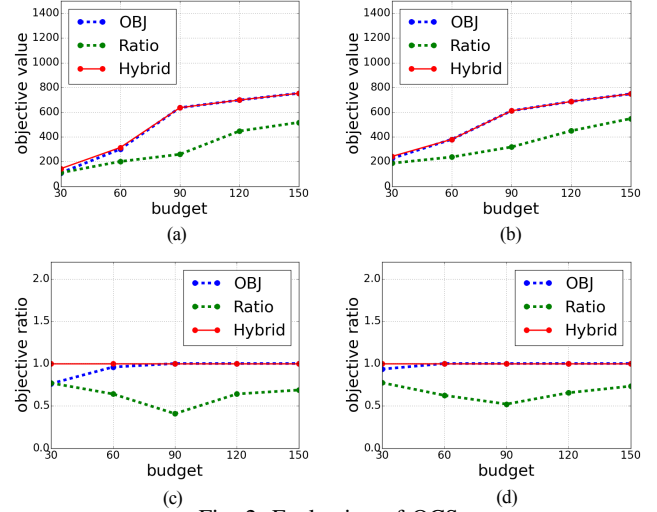 1400
1200
1000
800
600
400
200
0
objective value
OBJ
Ratio
Hybrid
30 60 90 120 150
budget
(a)
1400
1200
1000
800
600
400
200
0
objective value
OBJ
Ratio
Hybrid
30 60 90 120 150
budget
(b)
2.0
1.5
1.0
0.5
0.0
objective ratio
OBJ
Ratio
Hybrid
30 60 90 120 150
budget
(c)
2.0
1.5
1.0
0.5
0.0
objective ratio
OBJ
Ratio
Hybrid
30 60 90 120 150
budget
(d)